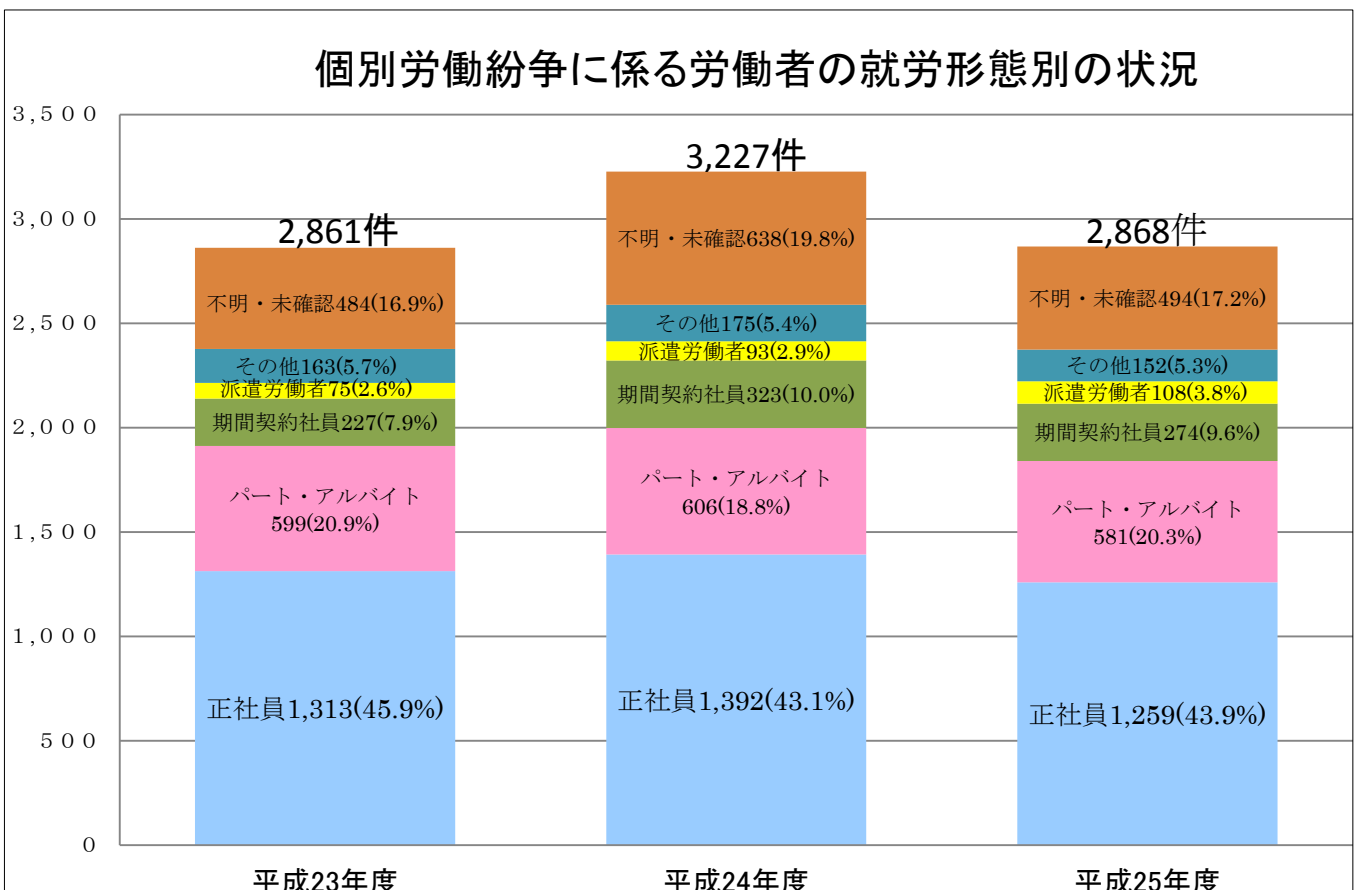 個別労働紛争に係る労働者の就労形態別の状況
3,500
3,000
2,500
2,000
1,500
1,000
500
0
2,861件
不明・未確認484(16.9%)
その他163(5.7%)
派遣労働者75(2.6%)
期間契約社員227(7.9%)
パート・アルバイト
599(20.9%)
正社員1,313(45.9%)
平成23年度
3,227件
不明・未確認638(19.8%)
その他175(5.4%)
派遣労働者93(2.9%)
期間契約社員323(10.0%)
パート・アルバイト
606(18.8%)
正社員1,392(43.1%)
平成24年度
2,868件
不明・未確認494(17.2%)
その他152(5.3%)
派遣労働者108(3.8%)
期間契約社員274(9.6%)
パート・アルバイト
581(20.3%)
正社員1,259(43.9%)
平成25年度